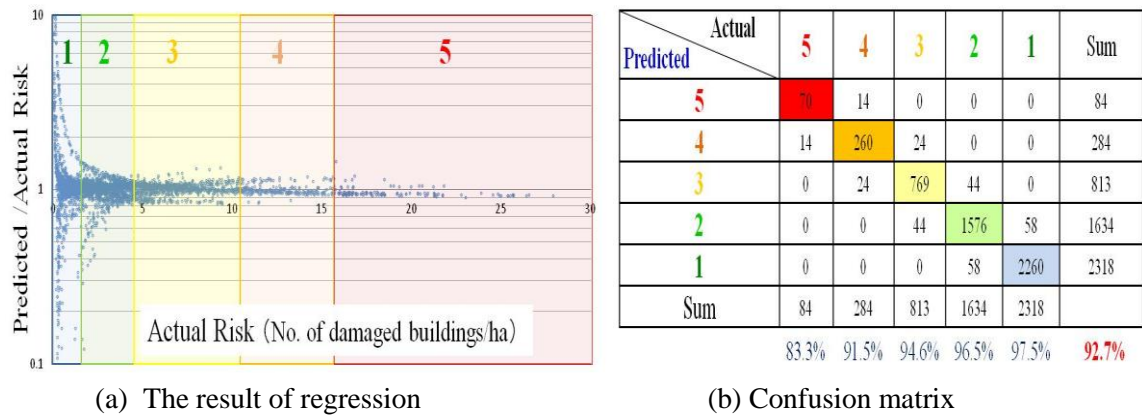 10
1 2 3 4 5
1
0 5 10 15 20 25 30
0.1
Predicted /Actual Risk
Actual Risk (No. of damaged buildings/ha)
(a) The result of regression
Actual
Predicted
5 4 3 2 1 Sum
5 70 14 0 0 0 84
4 14 260 24 0 0 284
3 0 24 769 44 0 813
2 0 0 44 1576 58 1634
1 0 0 0 58 2260 2318
Sum 84 284 813 1634 2318
83.3% 91.5% 94.6% 96.5% 97.5% 92.7%
(b) Confusion matrix